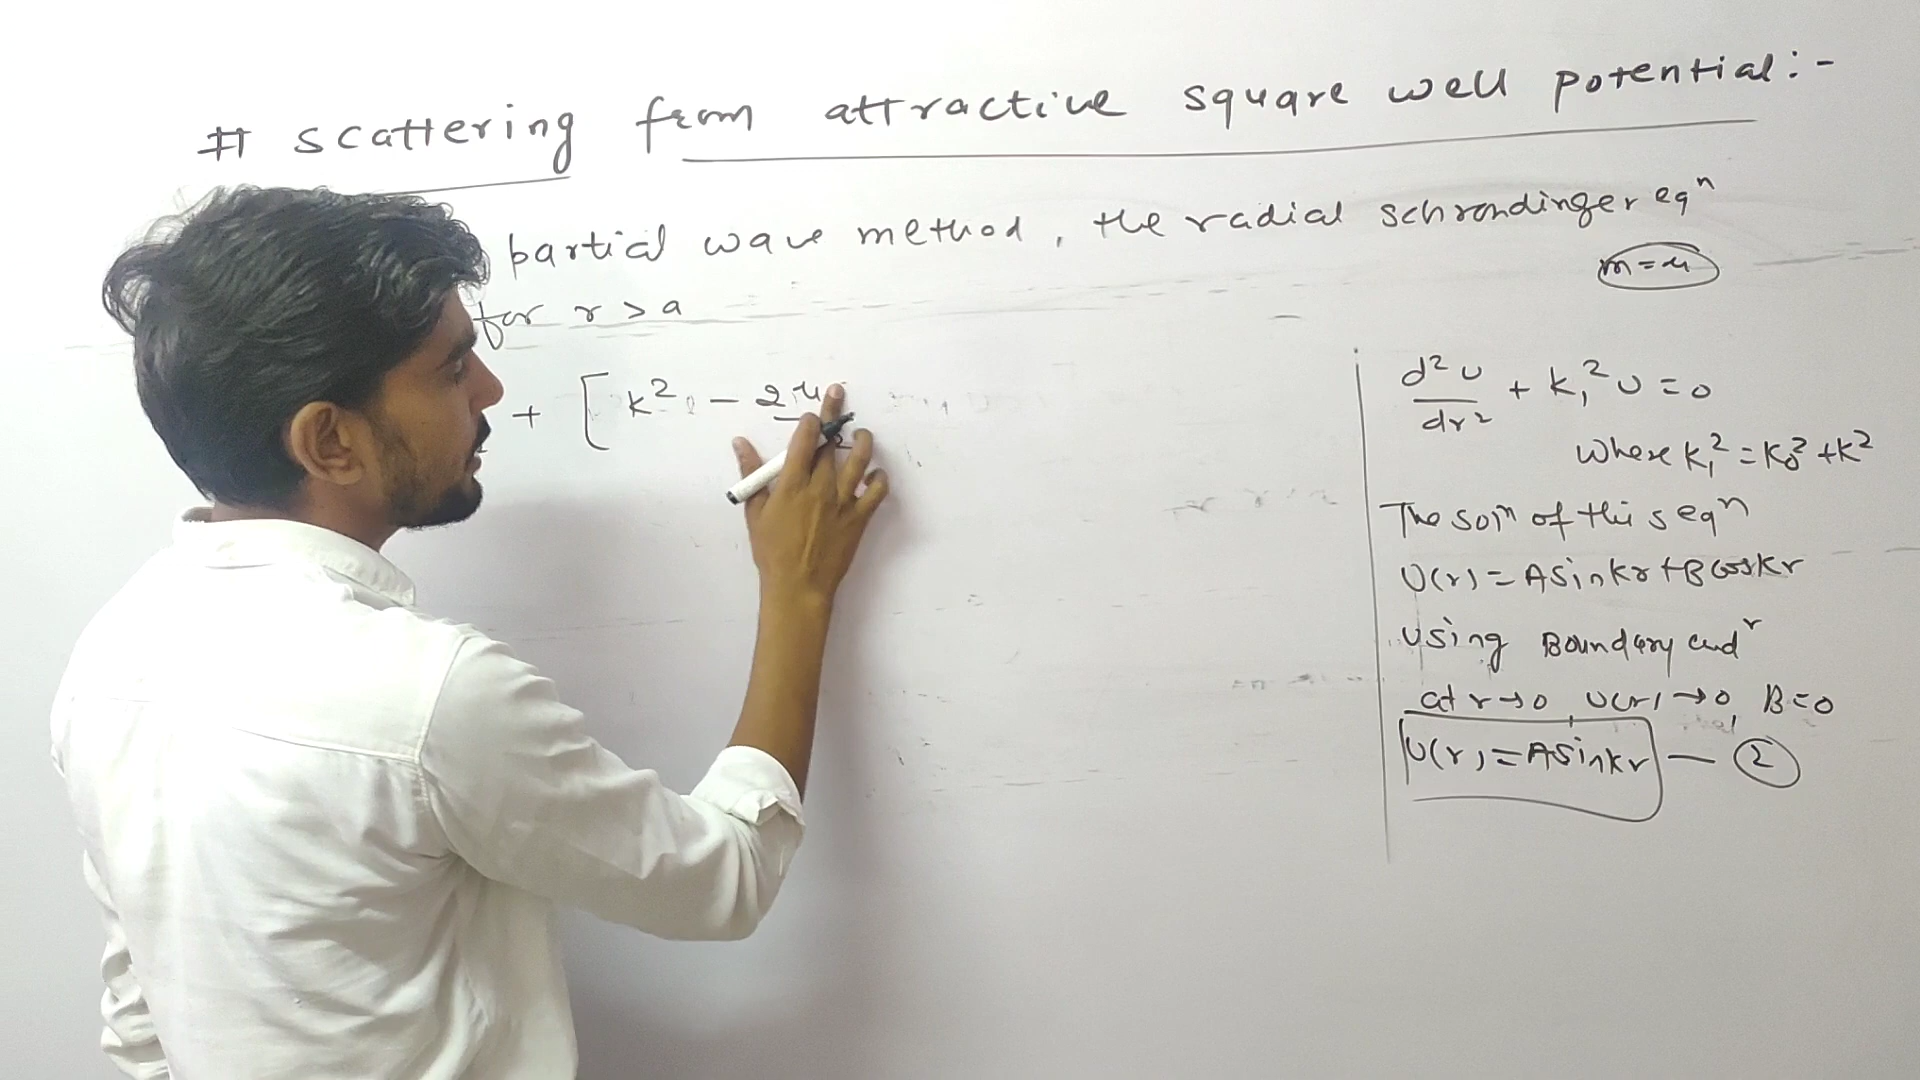 # scattering from attractive square well potential:-
partial wave method, the radial schrondinger eqⁿ
m=μ
for r > a
+ [ k² - 2μ
d²U/dr² + k₁²U = 0
where k₁² = k₀² + k²
The solⁿ of this eqⁿ
U(r) = A sin kr + B cos kr
Using Boundary cndʳ
at r→0 U(r)→0, B=0
U(r) = A sin kr — ②